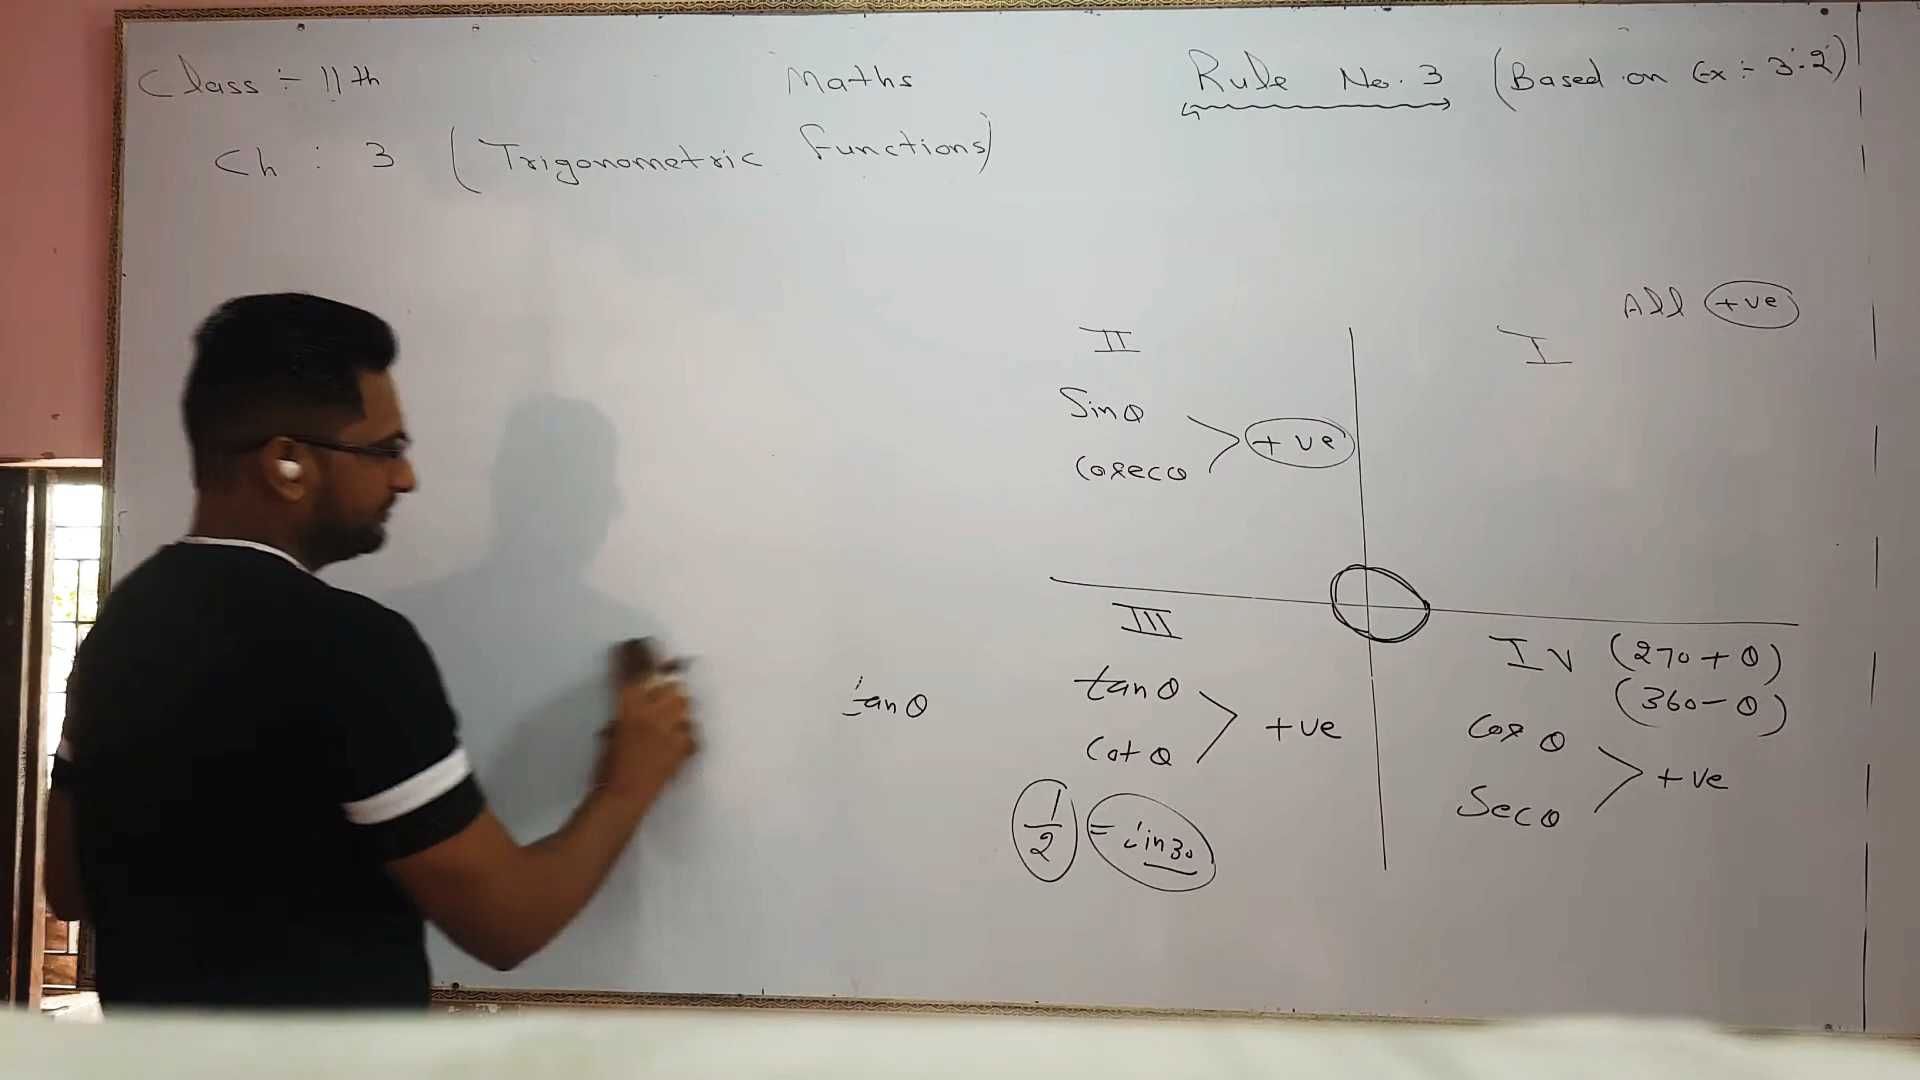 Class :- 11th
Maths
Rule No. 3 (Based on Ex :- 3.2)
Ch : 3 (Trigonometric Functions)
All +ve
II
I
Sinθ
Cosecθ
+ve
III
IV (270+θ)
(360-θ)
tanθ
tanθ
Cotθ
+ve
Cosθ
Secθ
+ve
1/2 = in30